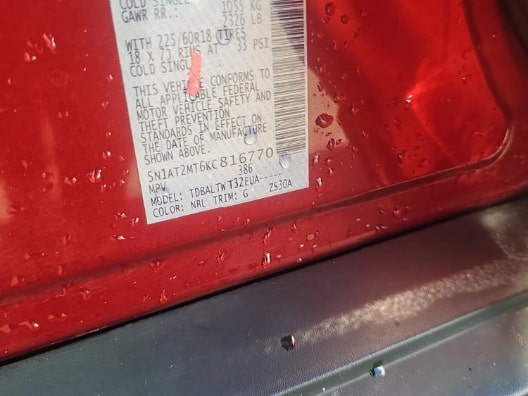 COLD SINGLE
1055 KG
GAWR RR.:
2326 LB
WITH 225/60R18 TIRES
18 X 7J RIMS AT 33 PSI
COLD SINGLE
THIS VEHICLE CONFORMS TO
ALL APPLICABLE FEDERAL
MOTOR VEHICLE SAFETY AND
THEFT PREVENTION
STANDARDS IN EFFECT ON
THE DATE OF MANUFACTURE
SHOWN ABOVE.
5N1AT2MT6KC816770
MPV 386
MODEL: TDBALTWT32EUA-----
COLOR: NBL TRIM: G ZS30A